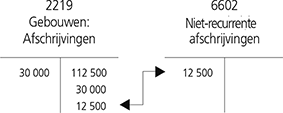 2219 6602
Gebouwen: Niet-recurrente
Afschrijvingen afschrijvingen
30 000 112 500 12 500
30 000
12 500